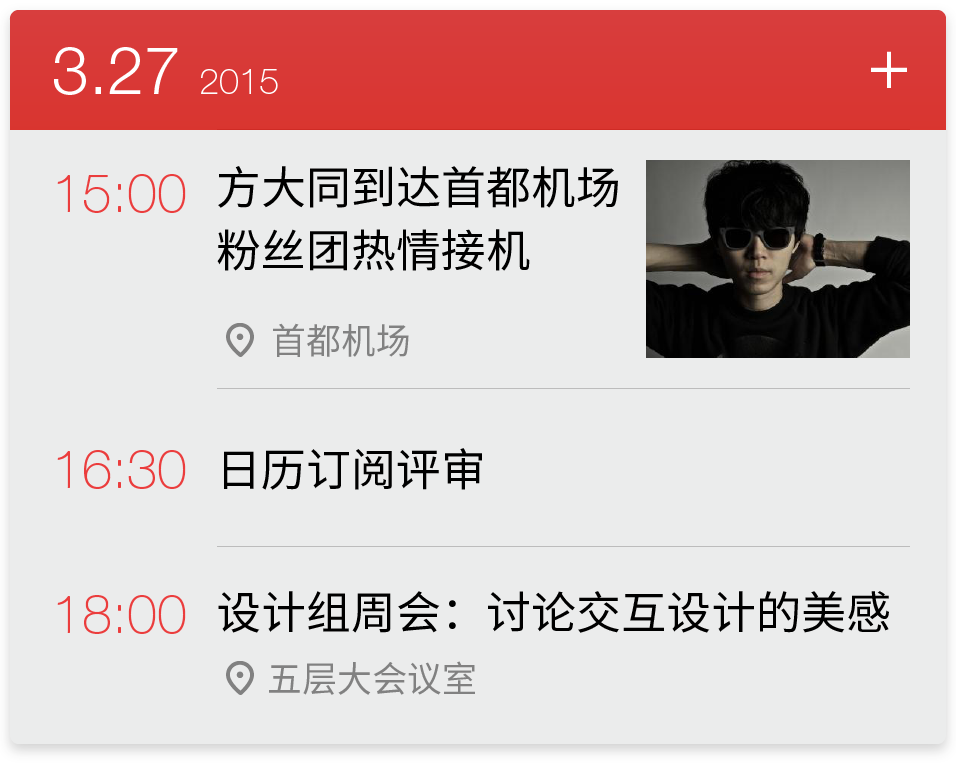 3.27 2015
15:00 方大同到达首都机场
粉丝团热情接机
首都机场
16:30 日历订阅评审
18:00 设计组周会：讨论交互设计的美感
五层大会议室